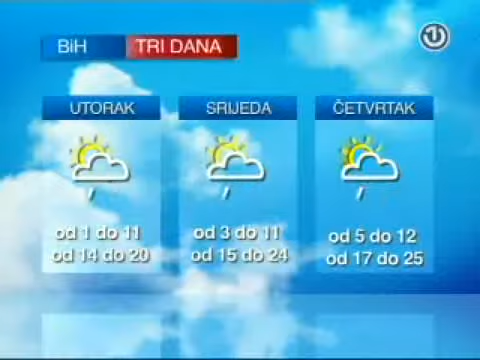 BiH TRI DANA
UTORAK SRIJEDA ČETVRTAK
od 1 do 11 od 3 do 11 od 5 do 12
od 14 do 20 od 15 do 24 od 17 do 25